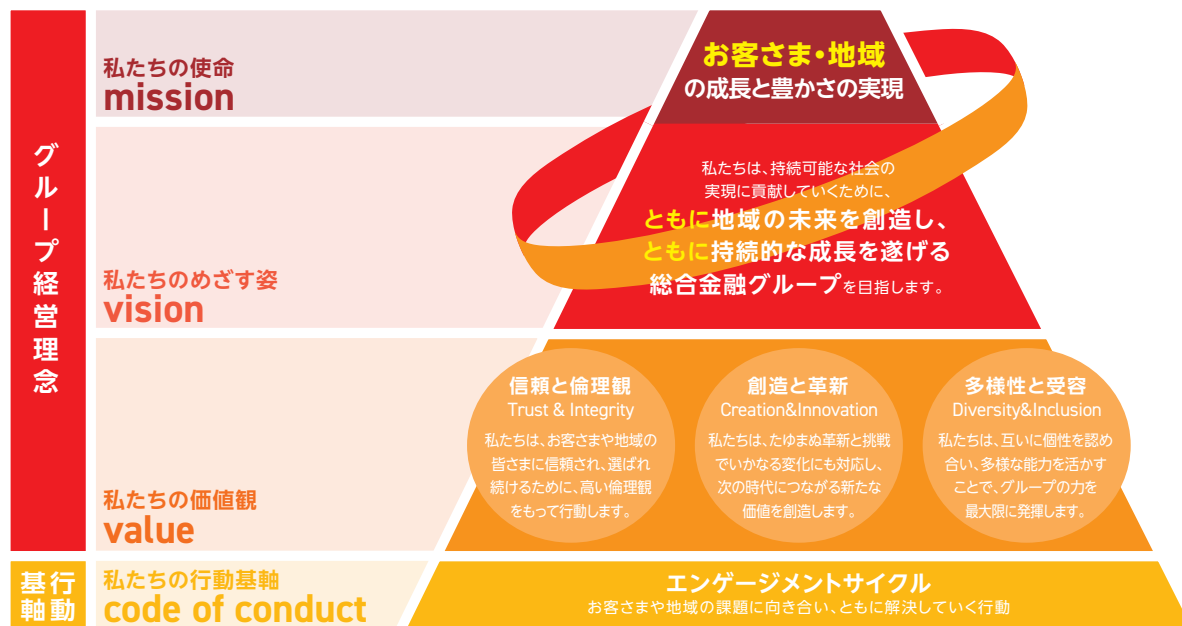 グループ経営理念
私たちの使命
mission
お客さま・地域
の成長と豊かさの実現
私たちのめざす姿
vision
私たちは、持続可能な社会の
実現に貢献していくために、
ともに地域の未来を創造し、
ともに持続的な成長を遂げる
総合金融グループを目指します。
私たちの価値観
value
信頼と倫理観
Trust & Integrity
私たちは、お客さまや地域の
皆さまに信頼され、選ばれ
続けるために、高い倫理観
をもって行動します。
創造と革新
Creation&Innovation
私たちは、たゆまぬ革新と挑戦
でいかなる変化にも対応し、
次の時代につながる新たな
価値を創造します。
多様性と受容
Diversity&Inclusion
私たちは、互いに個性を認め
合い、多様な能力を活かす
ことで、グループの力を
最大限に発揮します。
行動
基軸
私たちの行動基軸
code of conduct
エンゲージメントサイクル
お客さまや地域の課題に向き合い、ともに解決していく行動